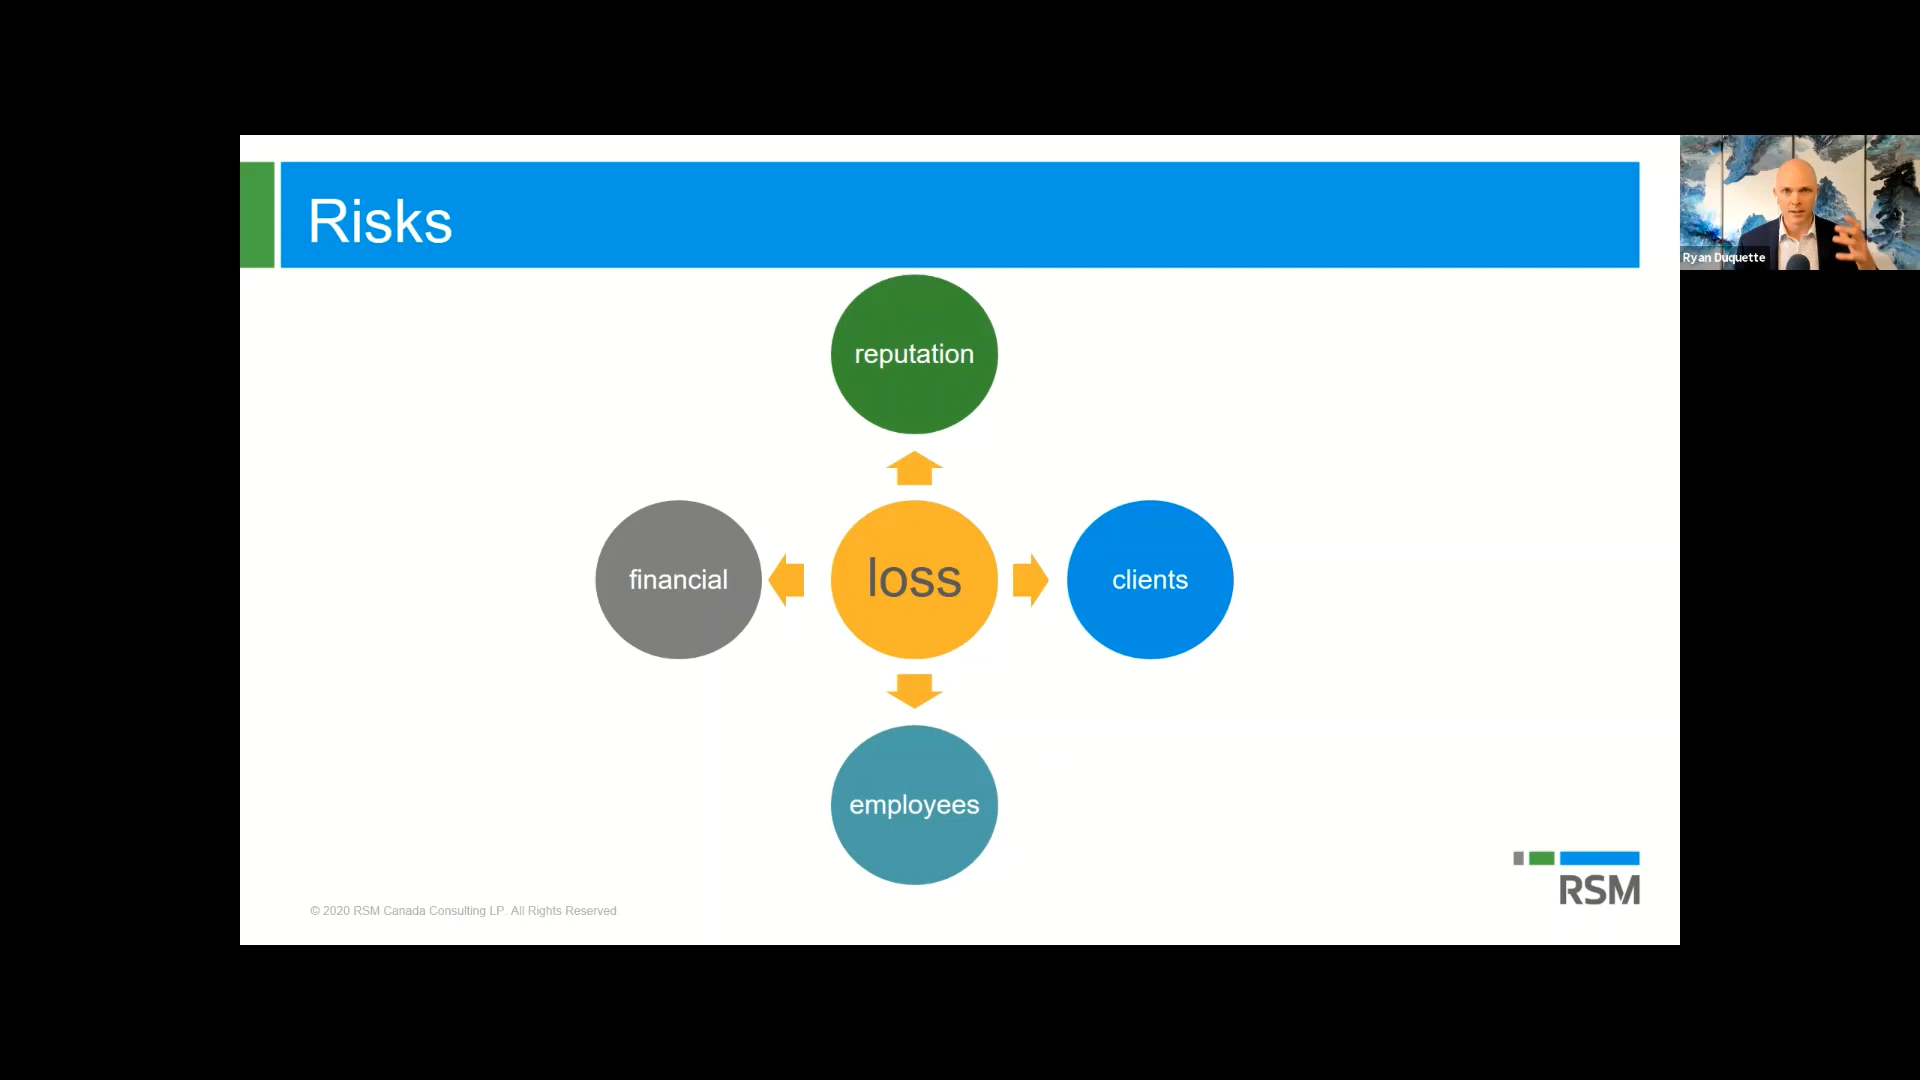 Risks
Ryan Duquette
reputation
financial
loss
clients
employees
RSM
© 2020 RSM Canada Consulting LP. All Rights Reserved.